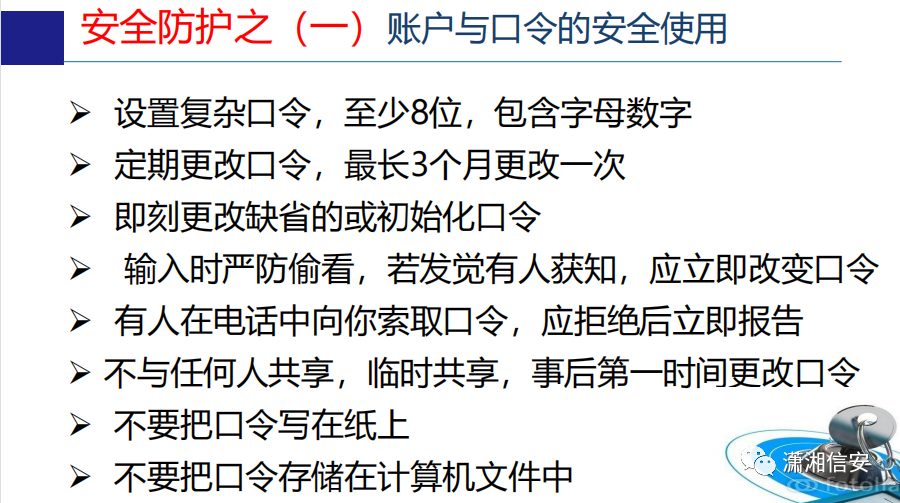 安全防护之（一）账户与口令的安全使用
➢ 设置复杂口令，至少8位，包含字母数字
➢ 定期更改口令，最长3个月更改一次
➢ 即刻更改缺省的或初始化口令
➢ 输入时严防偷看，若发觉有人获知，应立即改变口令
➢ 有人在电话中向你索取口令，应拒绝后立即报告
➢ 不与任何人共享，临时共享，事后第一时间更改口令
➢ 不要把口令写在纸上
➢ 不要把口令存储在计算机文件中
潇湘信安
Fotolia